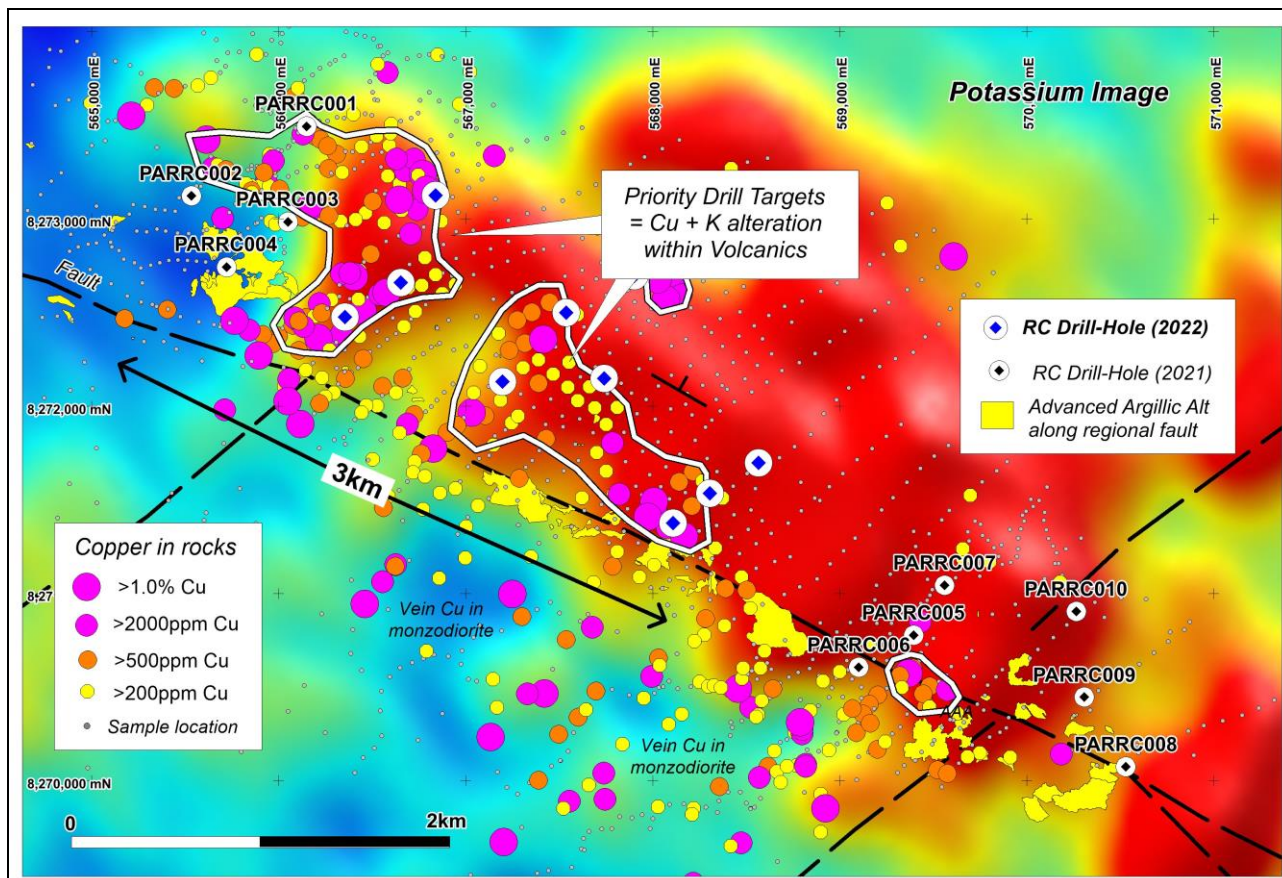 565,000 mE
566,000 mE
567,000 mE
568,000 mE
569,000 mE
570,000 mE
571,000 mE
Potassium Image
PARRC001
PARRC002
PARRC003
PARRC004
8,273,000 mN
Fault
Priority Drill Targets
= Cu + K alteration
within Volcanics
RC Drill-Hole (2022)
RC Drill-Hole (2021)
Advanced Argillic Alt
along regional fault
8,272,000 mN
3km
Copper in rocks
>1.0% Cu
>2000ppm Cu
>500ppm Cu
>200ppm Cu
Sample location
8,27
Vein Cu in
monzodiorite
PARRC007
PARRC010
PARRC005
PARRC006
PARRC009
AAA
PARRC008
Vein Cu in
monzodiorite
8,270,000 mN
0
2km